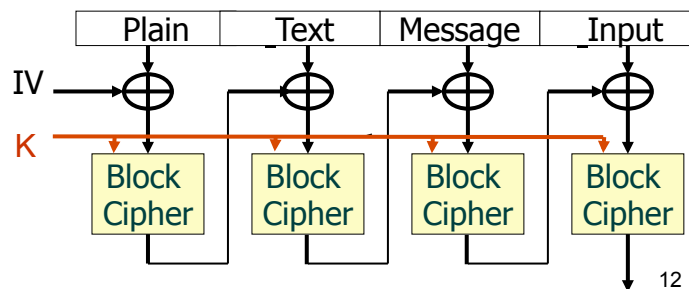 Plain _Text Message _Input
IV
K
Block Cipher Block Cipher Block Cipher Block Cipher
12